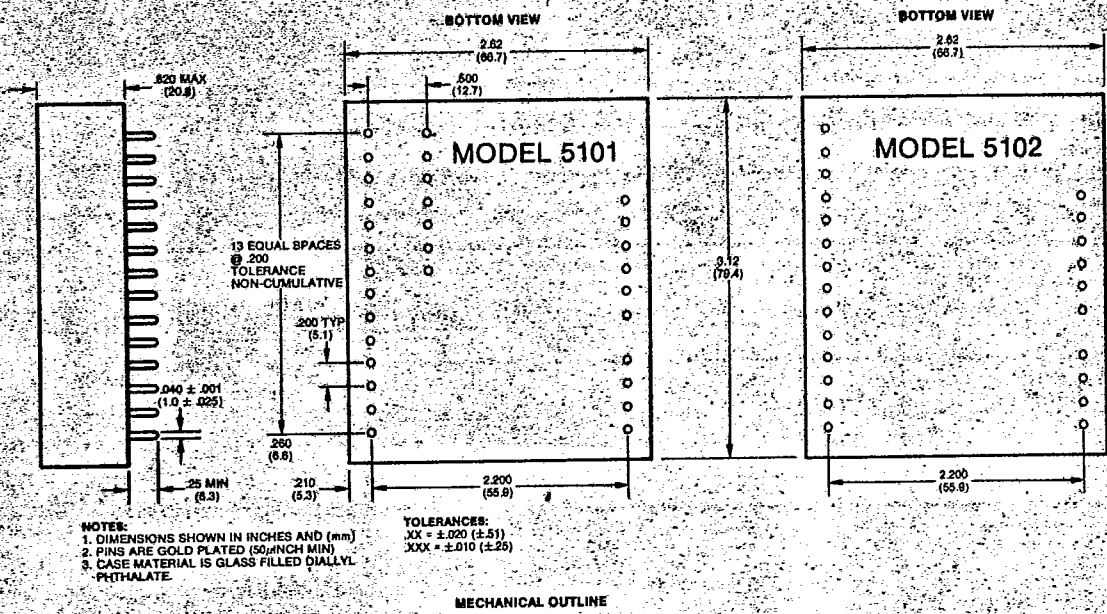 BOTTOM VIEW
BOTTOM VIEW
2.62
(66.7)
2.62
(66.7)
.820 MAX
(20.8)
.500
(12.7)
MODEL 5101
MODEL 5102
13 EQUAL SPACES
@ .200
TOLERANCE
NON-CUMULATIVE
3.12
(79.4)
.200 TYP
(5.1)
.040 ± .001
(1.0 ± .025)
.260
(6.6)
.25 MIN
(6.3)
.210
(5.3)
2.200
(55.9)
2.200
(55.9)
NOTES:
1. DIMENSIONS SHOWN IN INCHES AND (mm)
2. PINS ARE GOLD PLATED (50µINCH MIN)
3. CASE MATERIAL IS GLASS FILLED DIALLYL
PHTHALATE.
TOLERANCES:
.XX = ±.020 (±.51)
.XXX = ±.010 (±.25)
MECHANICAL OUTLINE